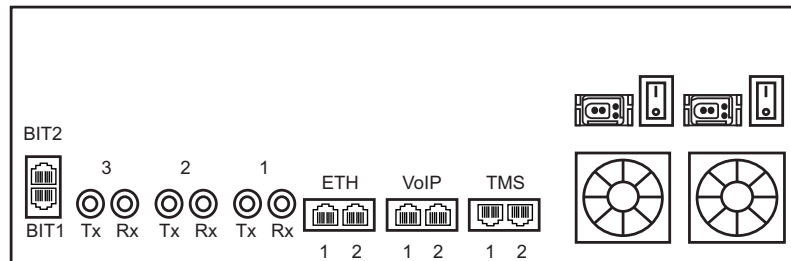 BIT2
3 2 1
ETH VoIP TMS
BIT1 Tx Rx Tx Rx Tx Rx
1 2 1 2 1 2